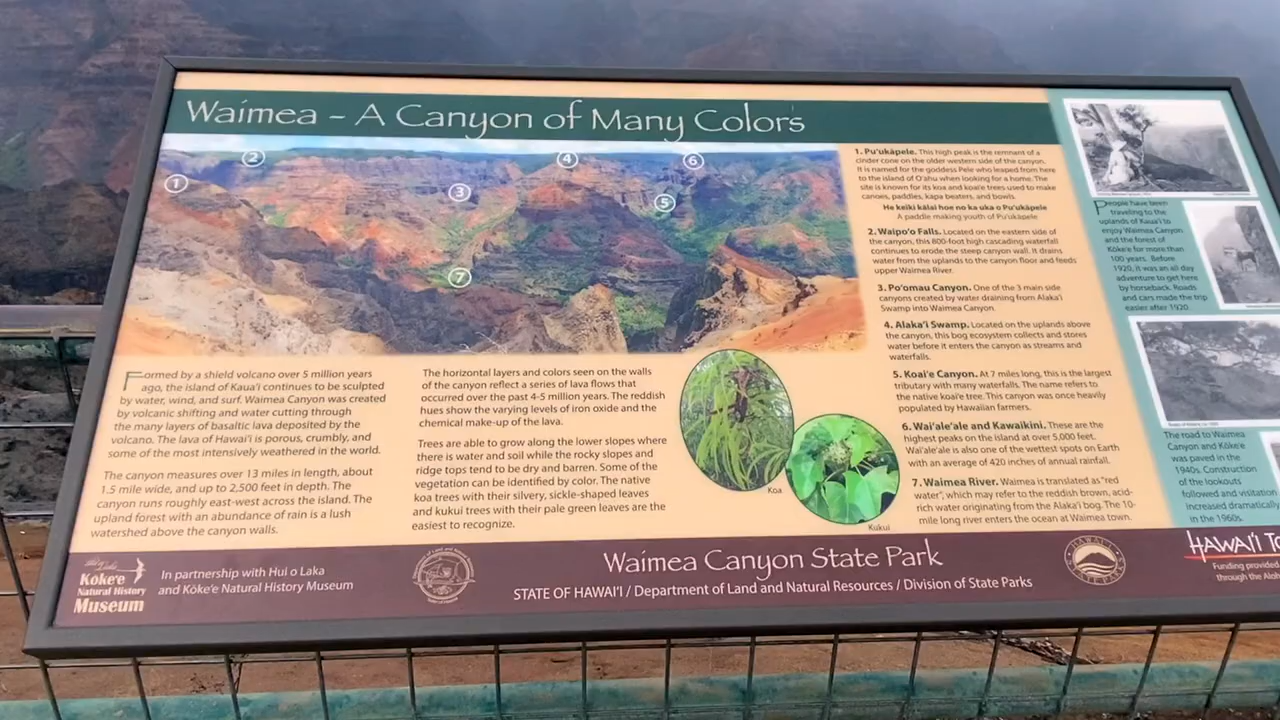 Waimea – A Canyon of Many Colors
1
2
3
4
5
6
7
Formed by a shield volcano over 5 million years
ago, the island of Kaua'i continues to be sculpted
by water, wind, and surf. Waimea Canyon was created
by volcanic shifting and water cutting through
the many layers of basaltic lava deposited by the
volcano. The lava of Hawai'i is porous, crumbly, and
some of the most intensively weathered in the world.
The canyon measures over 13 miles in length, about
1.5 mile wide, and up to 2,500 feet in depth. The
canyon runs roughly east-west across the island. The
upland forest with an abundance of rain is a lush
watershed above the canyon walls.
The horizontal layers and colors seen on the walls
of the canyon reflect a series of lava flows that
occurred over the past 4-5 million years. The reddish
hues show the varying levels of iron oxide and the
chemical make-up of the lava.
Trees are able to grow along the lower slopes where
there is water and soil while the rocky slopes and
ridge tops tend to be dry and barren. Some of the
vegetation can be identified by color. The native
koa trees with their silvery, sickle-shaped leaves
and kukui trees with their pale green leaves are the
easiest to recognize.
Koa
Kukui
1. Pu'ukāpele. This high peak is the remnant of a
cinder cone on the older western side of the canyon.
It is named for the goddess Pele who leaped from here
to the island of O'ahu when looking for a home. The
site is known for its koa and koai'e trees used to make
canoes, paddles, kapa beaters, and bowls.
He keiki kālai hoe no ka uka o Pu'ukāpele
A paddle making youth of Pu'ukāpele
2. Waipo'o Falls. Located on the eastern side of
the canyon, this 800-foot high cascading waterfall
continues to erode the steep canyon wall. It drains
water from the uplands to the canyon floor and feeds
upper Waimea River.
3. Po'omau Canyon. One of the 3 main side
canyons created by water draining from Alaka'i
Swamp into Waimea Canyon.
4. Alaka'i Swamp. Located on the uplands above
the canyon, this bog ecosystem collects and stores
water before it enters the canyon as streams and
waterfalls.
5. Koai'e Canyon. At 7 miles long, this is the largest
tributary with many waterfalls. The name refers to
the native koai'e tree. This canyon was once heavily
populated by Hawaiian farmers.
6. Wai'ale'ale and Kawaikini. These are the
highest peaks on the island at over 5,000 feet.
Wai'ale'ale is also one of the wettest spots on Earth
with an average of 420 inches of annual rainfall.
7. Waimea River. Waimea is translated as "red
water", which may refer to the reddish brown, acid-
rich water originating from the Alaka'i bog. The 10-
mile long river enters the ocean at Waimea town.
People have been
traveling to the
uplands of Kaua'i to
enjoy Waimea Canyon
and the forest of
Kōke'e for more than
100 years. Before
1920, it was an all day
adventure to get here
by horseback. Roads
and cars made the trip
easier after 1920.
The road to Waimea
Canyon and Kōke'e
was paved in the
1940s. Construction
of the lookouts
followed and visitation
increased dramatically
in the 1960s.
Kōke'e
Natural History
Museum
In partnership with Hui o Laka
and Kōke'e Natural History Museum
Waimea Canyon State Park
STATE OF HAWAI'I / Department of Land and Natural Resources / Division of State Parks
HAWAI'I
STATE PARKS
HAWAI'I
Funding provided
through the